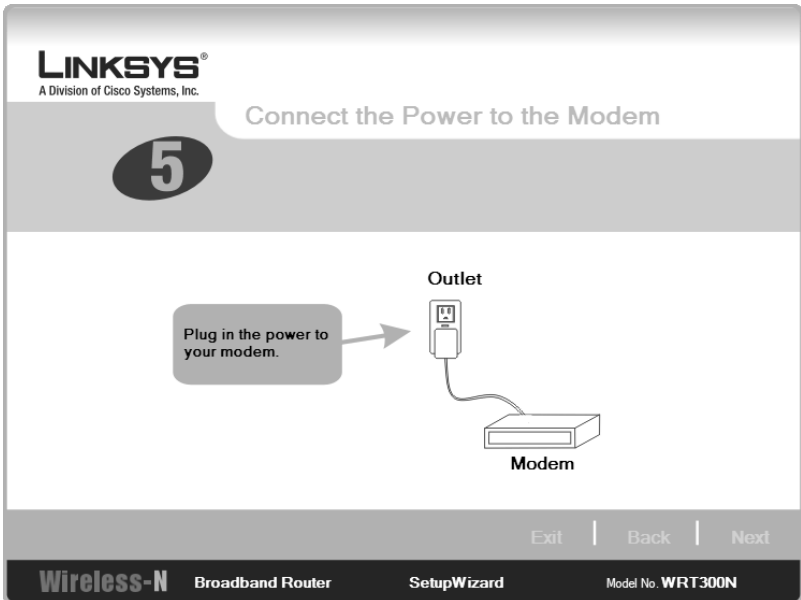 LINKSYS®
A Division of Cisco Systems, Inc.
Connect the Power to the Modem
5
Outlet
Plug in the power to
your modem.
Modem
Exit | Back | Next
Wireless-N Broadband Router SetupWizard Model No. WRT300N